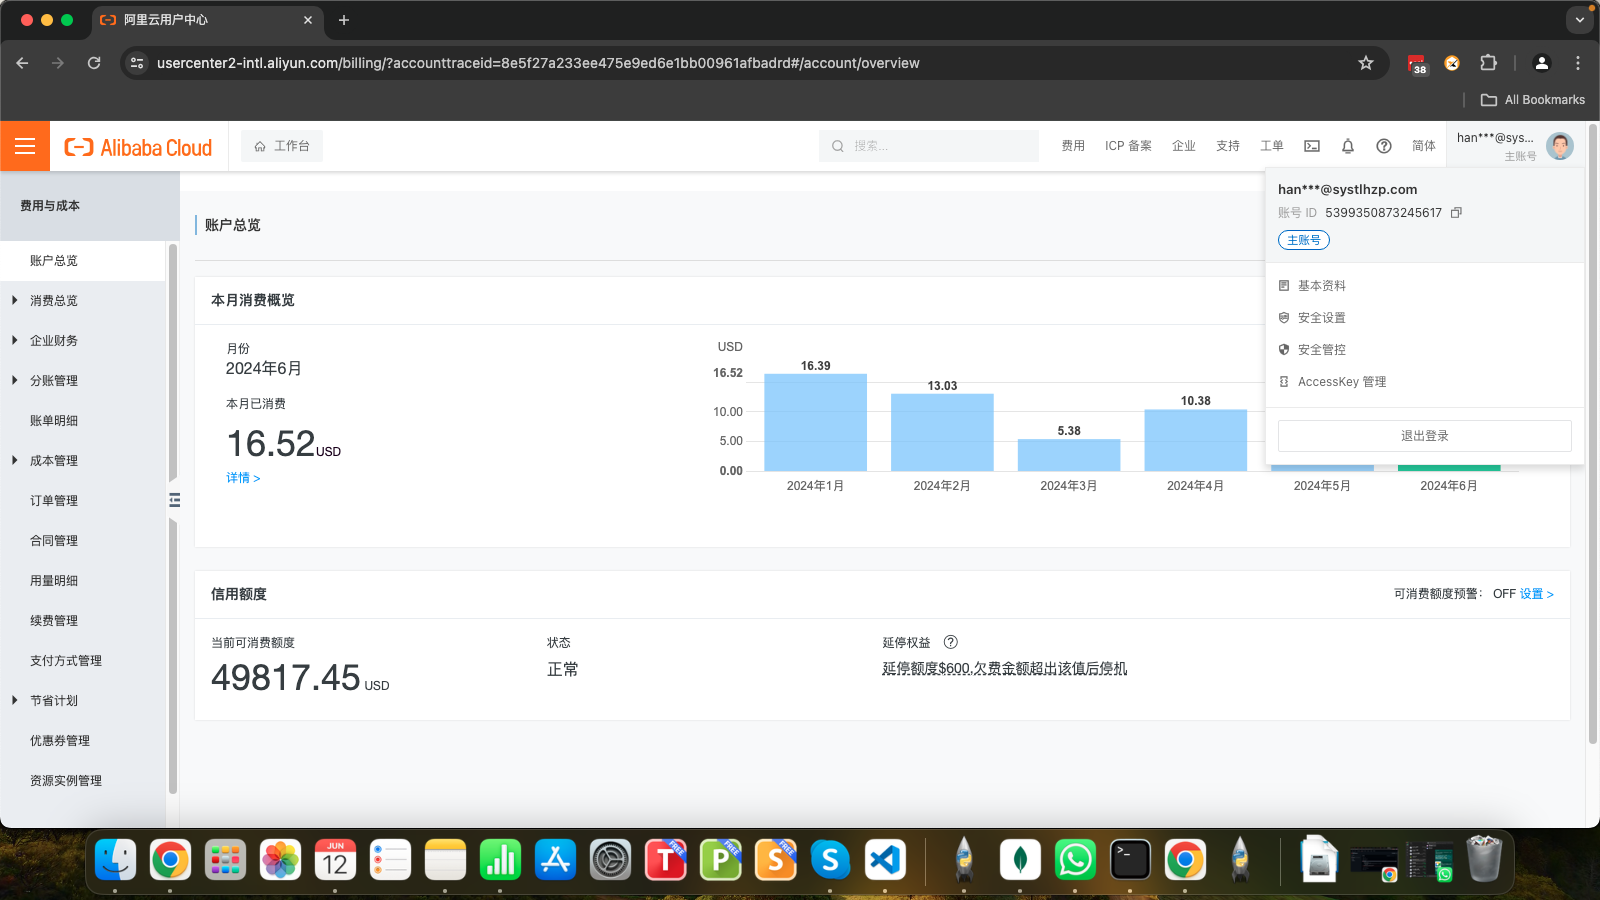 阿里云用户中心
usercenter2-intl.aliyun.com/billing/?accounttraceid=8e5f27a233ee475e9ed6e1bb00961afbadrd#/account/overview
38
All Bookmarks
Alibaba Cloud
工作台
搜索...
费用
ICP 备案
企业
支持
工单
简体
han***@sys...
主账号
han***@systlhzp.com
账号 ID 5399350873245617
主账号
基本资料
安全设置
安全管控
AccessKey 管理
退出登录
费用与成本
账户总览
消费总览
企业财务
分账管理
账单明细
成本管理
订单管理
合同管理
用量明细
续费管理
支付方式管理
节省计划
优惠券管理
资源实例管理
账户总览
本月消费概览
月份
2024年6月
本月已消费
16.52USD
详情 >
USD
16.52
10.00
5.00
0.00
16.39
13.03
5.38
10.38
2024年1月
2024年2月
2024年3月
2024年4月
2024年5月
2024年6月
信用额度
可消费额度预警： OFF 设置 >
当前可消费额度
49817.45 USD
状态
正常
延停权益
延停额度$600,欠费金额超出该值后停机
JUN
12
T FREE
P FREE
S FREE
S